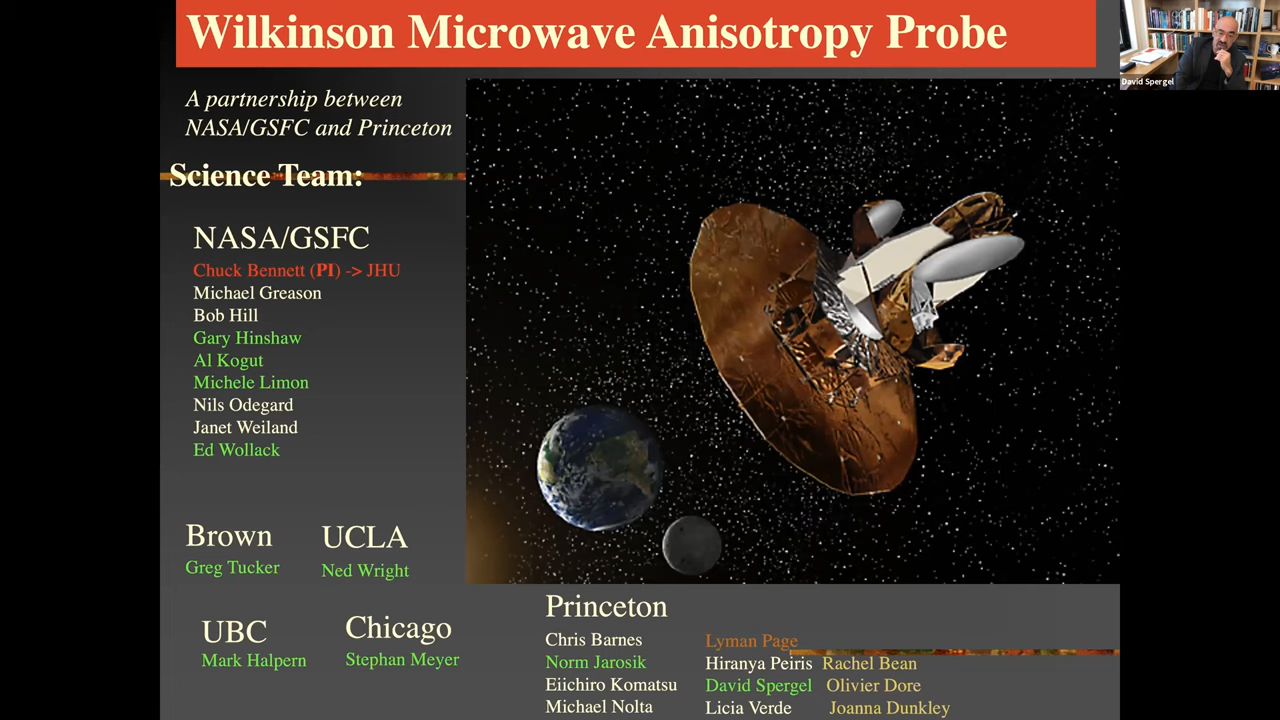 Wilkinson Microwave Anisotropy Probe
David Spergel
A partnership between
NASA/GSFC and Princeton
Science Team:
NASA/GSFC
Chuck Bennett (PI) -> JHU
Michael Greason
Bob Hill
Gary Hinshaw
Al Kogut
Michele Limon
Nils Odegard
Janet Weiland
Ed Wollack
Brown
Greg Tucker
UCLA
Ned Wright
UBC
Mark Halpern
Chicago
Stephan Meyer
Princeton
Chris Barnes
Norm Jarosik
Eiichiro Komatsu
Michael Nolta
Lyman Page
Hiranya Peiris
David Spergel
Licia Verde
Rachel Bean
Olivier Dore
Joanna Dunkley